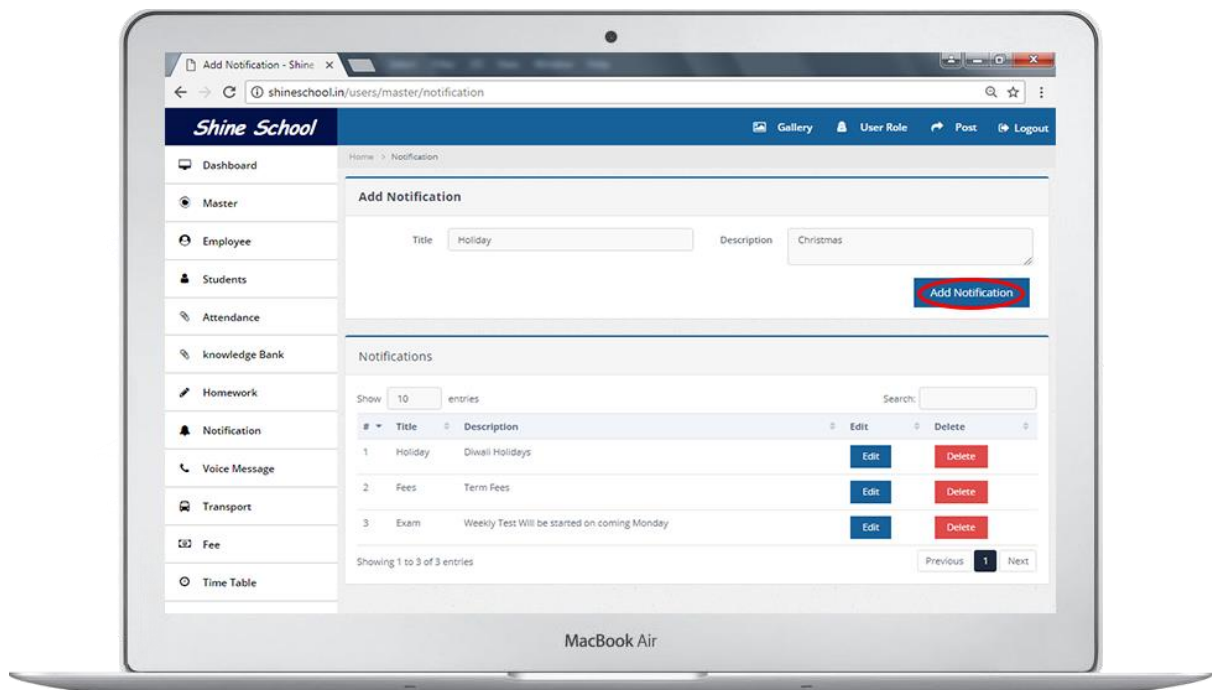 Add Notification - Shine
shineschool.in/users/master/notification
Shine School
Gallery User Role Post Logout
Dashboard
Master
Employee
Students
Attendance
knowledge Bank
Homework
Notification
Voice Message
Transport
Fee
Time Table
Home > Notification
Add Notification
Title Holiday Description Christmas
Add Notification
Notifications
Show 10 entries Search:
# Title Description Edit Delete
1 Holiday Diwali Holidays Edit Delete
2 Fees Term Fees Edit Delete
3 Exam Weekly Test Will be started on coming Monday Edit Delete
Showing 1 to 3 of 3 entries Previous 1 Next
MacBook Air